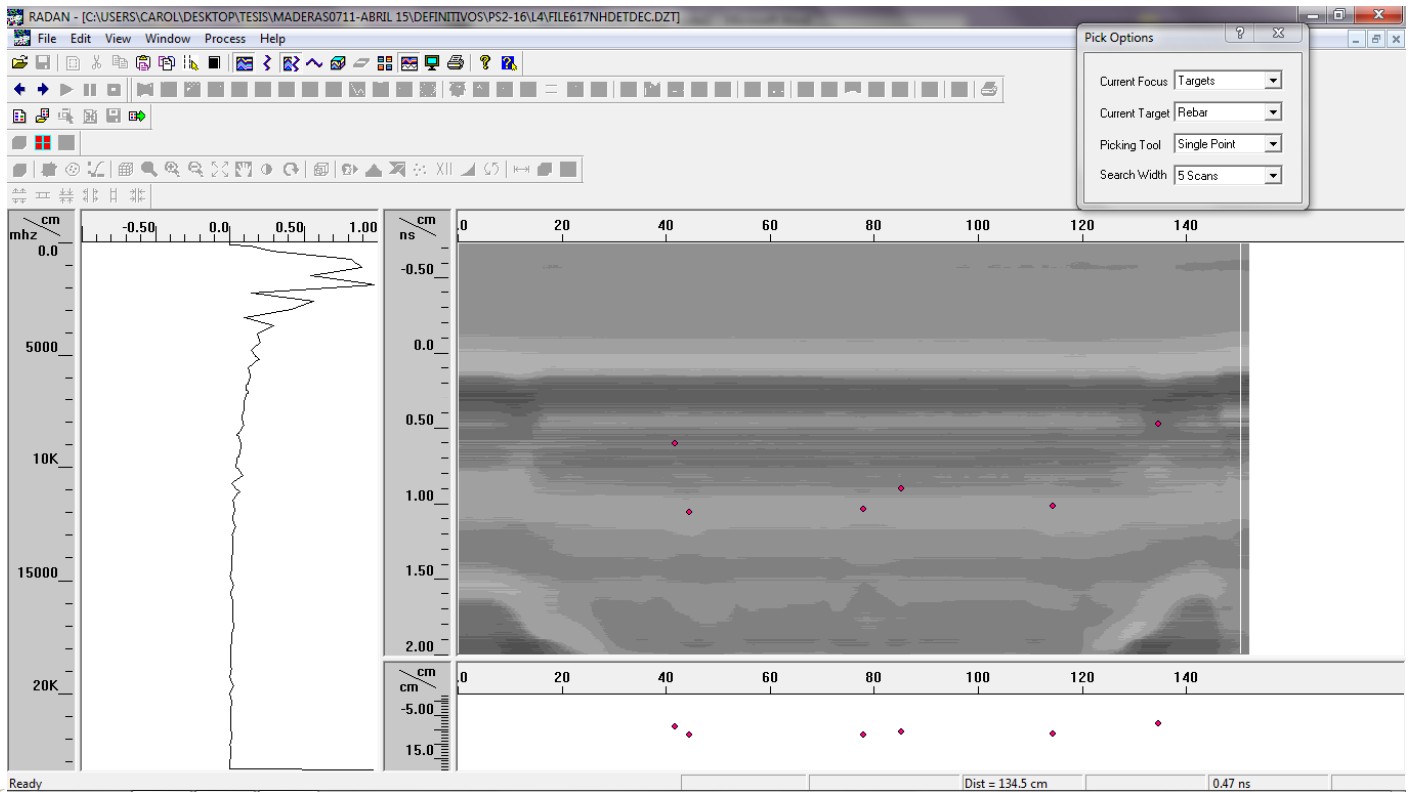 RADAN - [C:\USERS\CAROL\DESKTOP\TESIS\MADERAS0711-ABRIL 15\DEFINITIVOS\PS2-16\L4\FILE617NHDETDEC.DZT]
File Edit View Window Process Help
Pick Options
Current Focus Targets
Current Target Rebar
Picking Tool Single Point
Search Width 5 Scans
cm
mhz
-0.50 0.0 0.50 1.00
0.0
5000
10K
15000
20K
cm
ns
.0 20 40 60 80 100 120 140
-0.50
0.0
0.50
1.00
1.50
2.00
cm
cm
.0 20 40 60 80 100 120 140
-5.00
15.0
Ready
Dist = 134.5 cm
0.47 ns